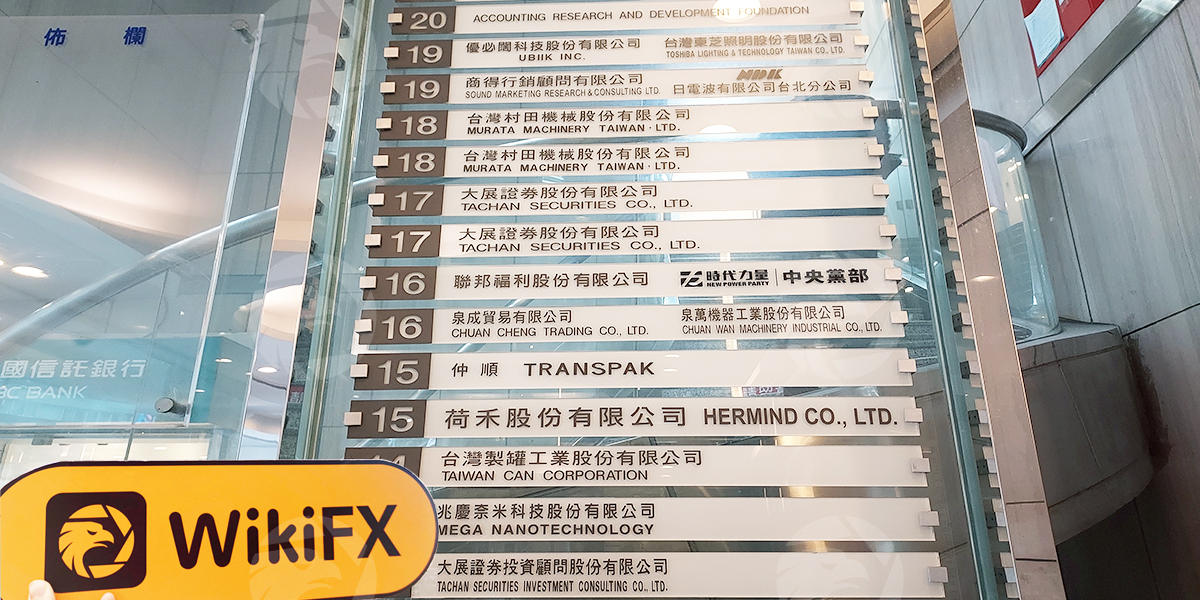 佈 欄
20 ACCOUNTING RESEARCH AND DEVELOPMENT FOUNDATION
19 優必闊科技股份有限公司 台灣東芝照明股份有限公司
UBIIK INC. TOSHIBA LIGHTING & TECHNOLOGY TAIWAN CO., LTD.
19 商得行銷顧問有限公司 NDK
SOUND MARKETING RESEARCH & CONSULTING LTD. 日電波有限公司台北分公司
18 台灣村田機械股份有限公司
MURATA MACHINERY TAIWAN · LTD.
18 台灣村田機械股份有限公司
MURATA MACHINERY TAIWAN · LTD.
17 大展證券股份有限公司
TACHAN SECURITIES CO., LTD.
17 大展證券股份有限公司
TACHAN SECURITIES CO., LTD.
16 聯邦福利股份有限公司 時代力量 中央黨部
NEW POWER PARTY
16 泉成貿易有限公司 泉萬機器工業股份有限公司
CHUAN CHENG TRADING CO., LTD. CHUAN WAN MACHINERY INDUSTRIAL CO., LTD.
15 仲順 TRANSPAK
國信託銀行
BC BANK
15 荷禾股份有限公司 HERMIND CO., LTD.
14 台灣製罐工業股份有限公司
TAIWAN CAN CORPORATION
兆慶奈米科技股份有限公司
MEGA NANOTECHNOLOGY
大展證券投資顧問股份有限公司
TACHAN SECURITIES INVESTMENT CONSULTING CO., LTD.
WikiFX